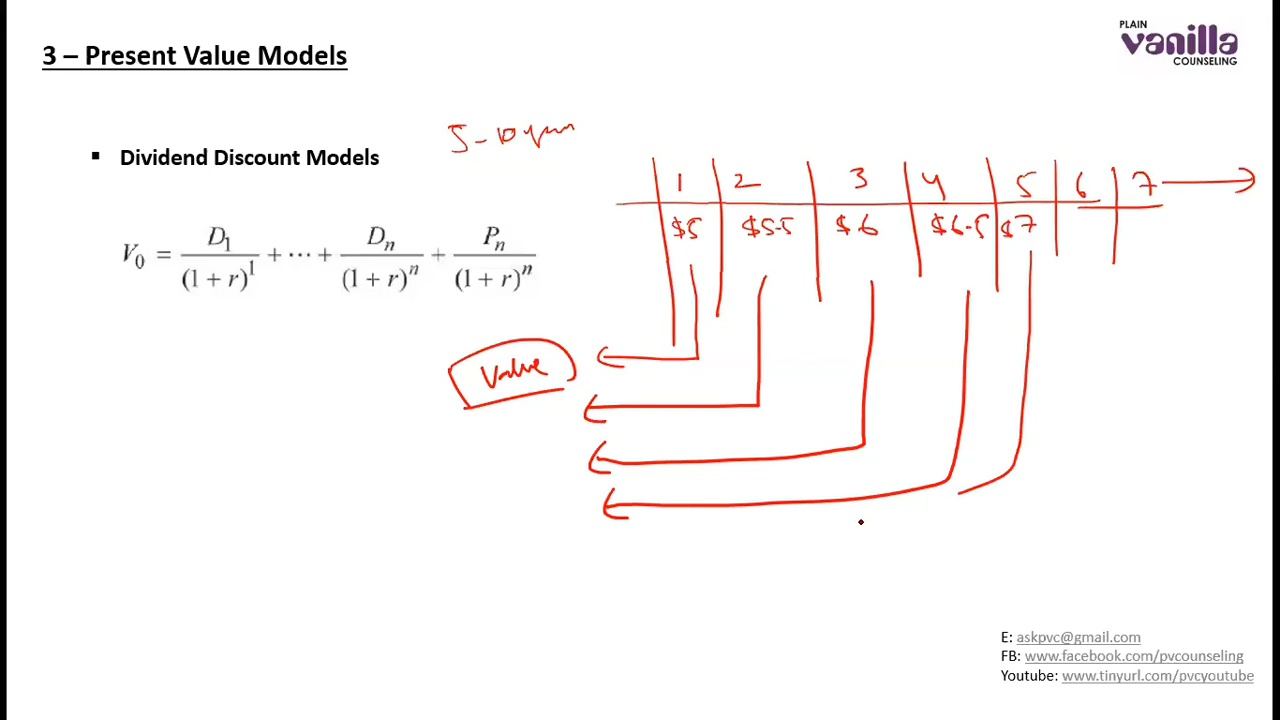 PLAIN
vanilla
COUNSELING
3 – Present Value Models
5-10 years
▪ Dividend Discount Models
1 2 3 4 5 6 7
$5 $5.5 $6 $6.5 $7
V₀ = D₁/(1 + r)¹ + ⋯ + Dₙ/(1 + r)ⁿ + Pₙ/(1 + r)ⁿ
Value
E: askpvc@gmail.com
FB: www.facebook.com/pvcounseling
Youtube: www.tinyurl.com/pvcyoutube